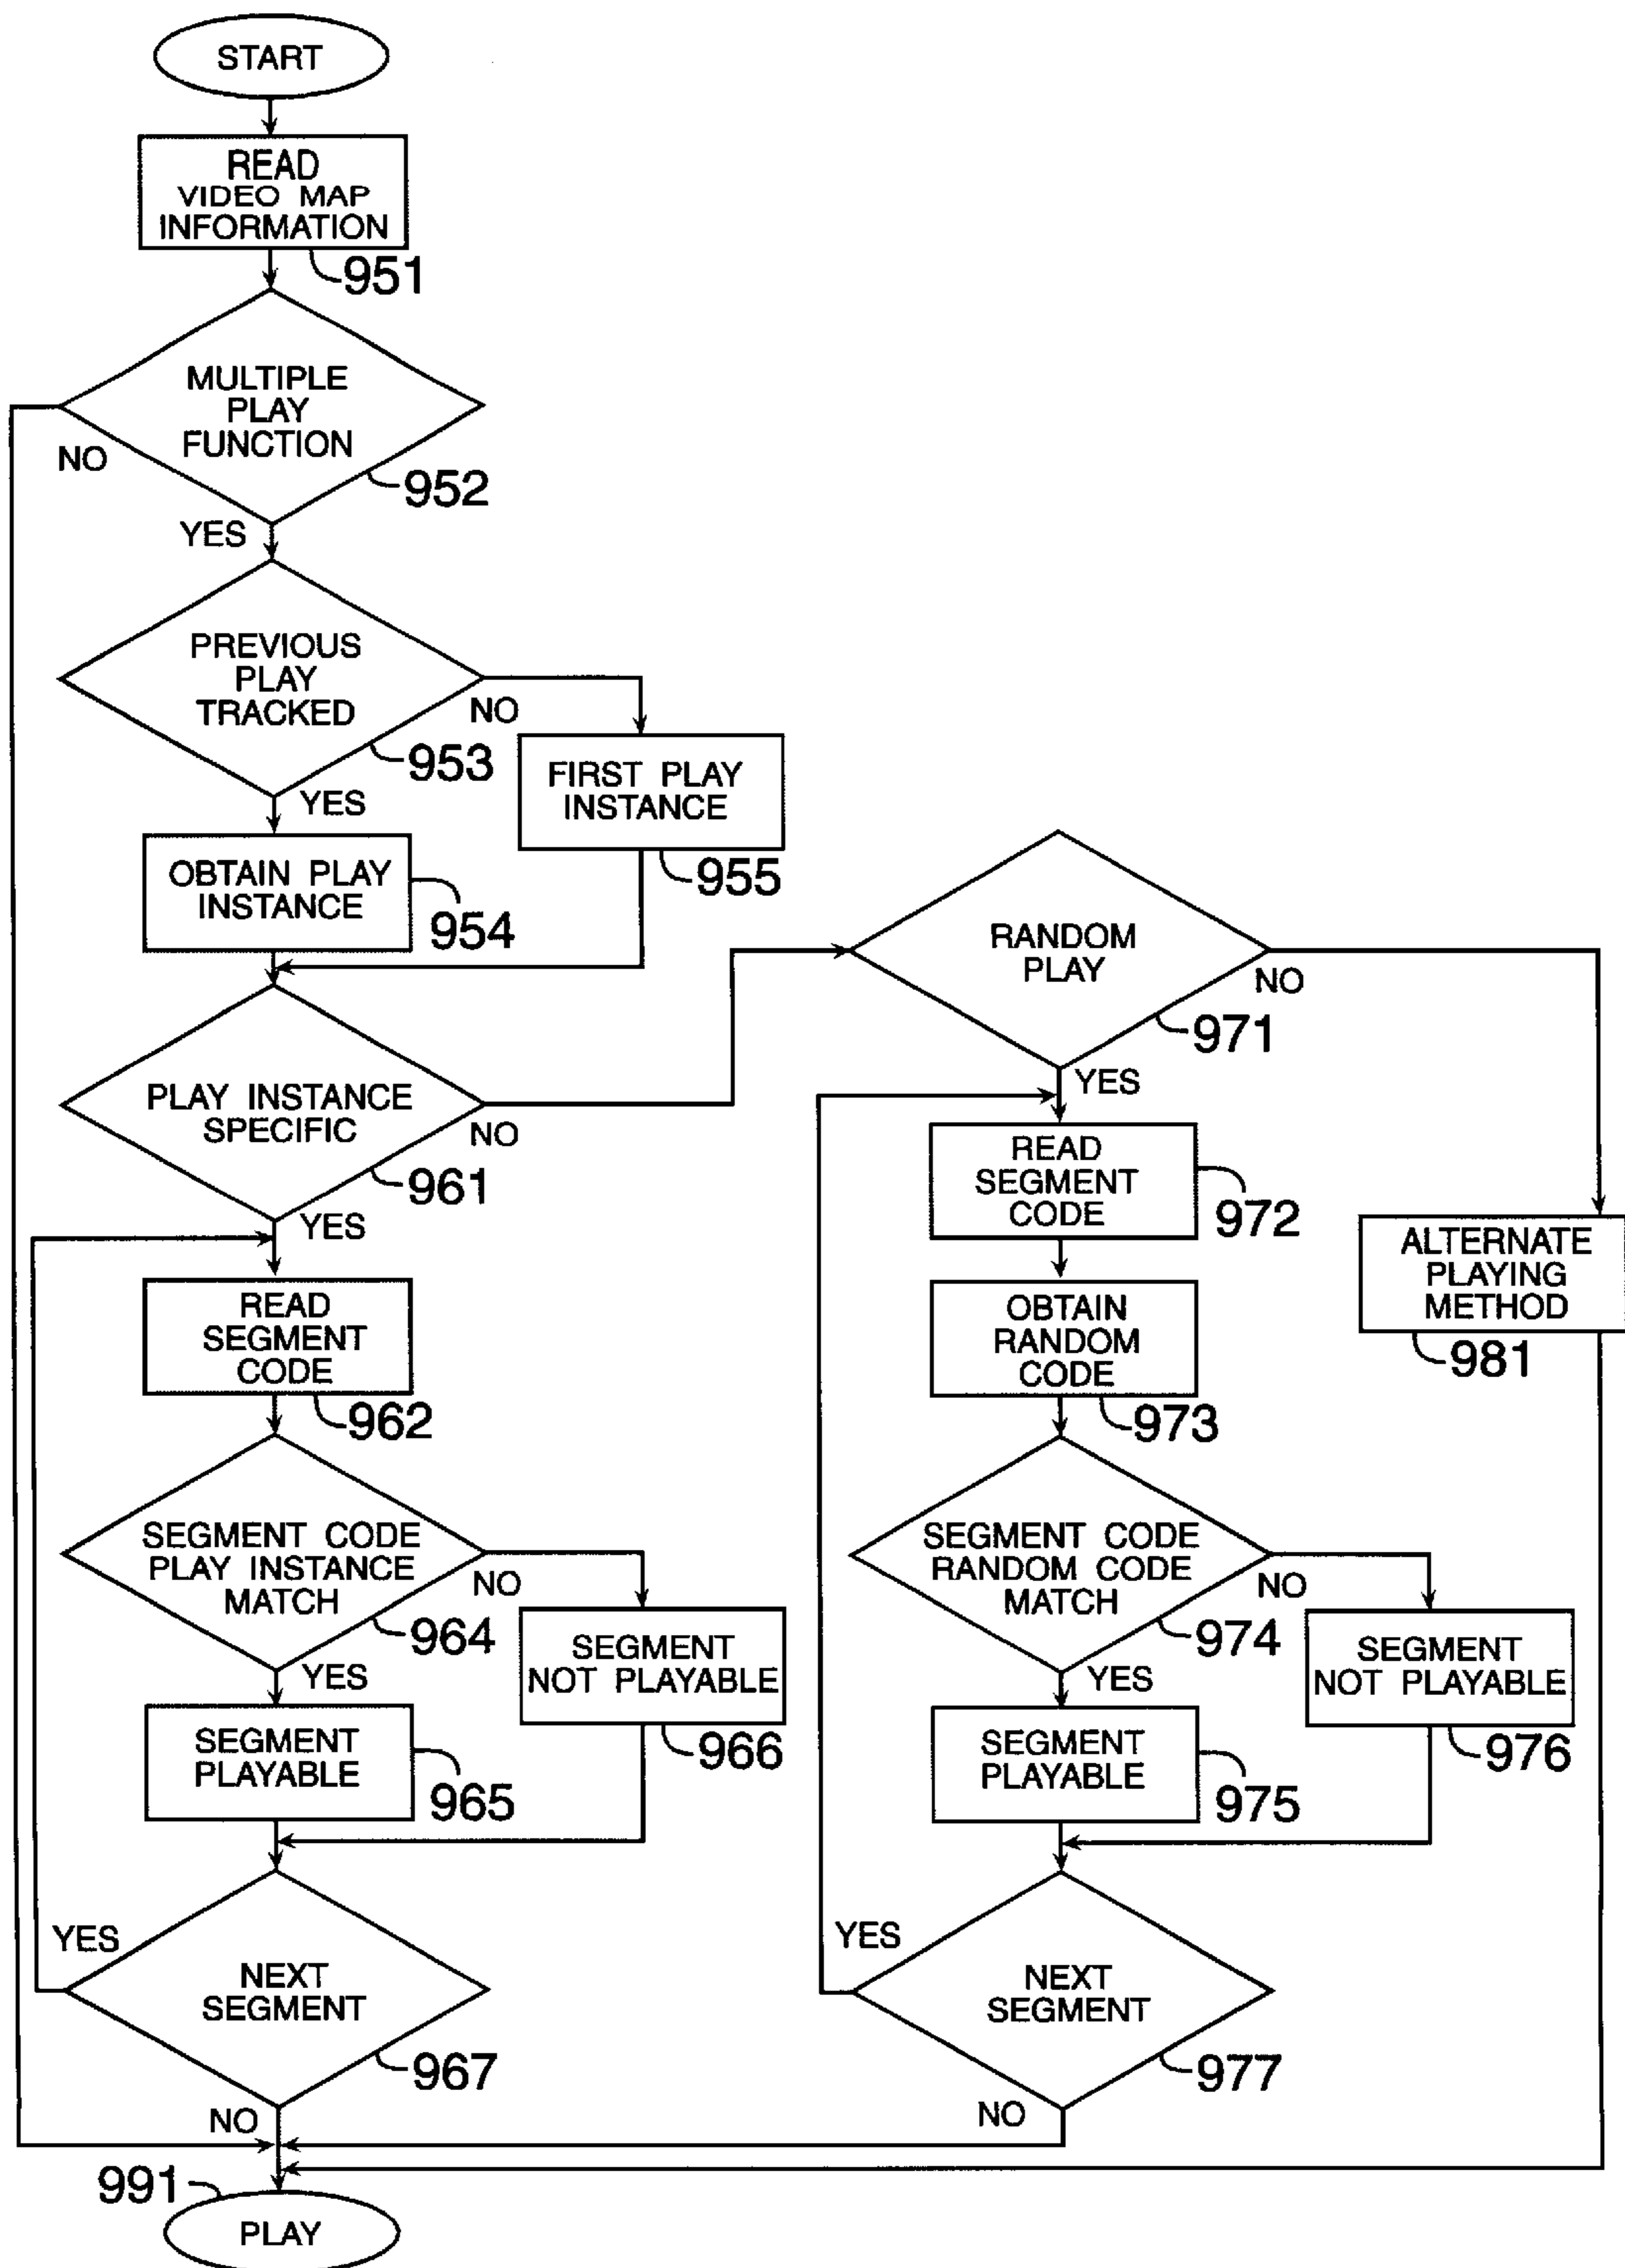 START
READ
VIDEO MAP
INFORMATION
951
MULTIPLE
PLAY
FUNCTION
NO
952
YES
PREVIOUS
PLAY
TRACKED
NO
953
YES
FIRST PLAY
INSTANCE
955
OBTAIN PLAY
INSTANCE
954
PLAY INSTANCE
SPECIFIC
NO
961
YES
READ
SEGMENT
CODE
962
SEGMENT CODE
PLAY INSTANCE
MATCH
NO
964
YES
SEGMENT
NOT PLAYABLE
966
SEGMENT
PLAYABLE
965
YES
NEXT
SEGMENT
967
NO
RANDOM
PLAY
NO
971
YES
READ
SEGMENT
CODE
972
OBTAIN
RANDOM
CODE
973
SEGMENT CODE
RANDOM CODE
MATCH
NO
974
YES
SEGMENT
NOT PLAYABLE
976
SEGMENT
PLAYABLE
975
YES
NEXT
SEGMENT
977
NO
ALTERNATE
PLAYING
METHOD
981
991
PLAY